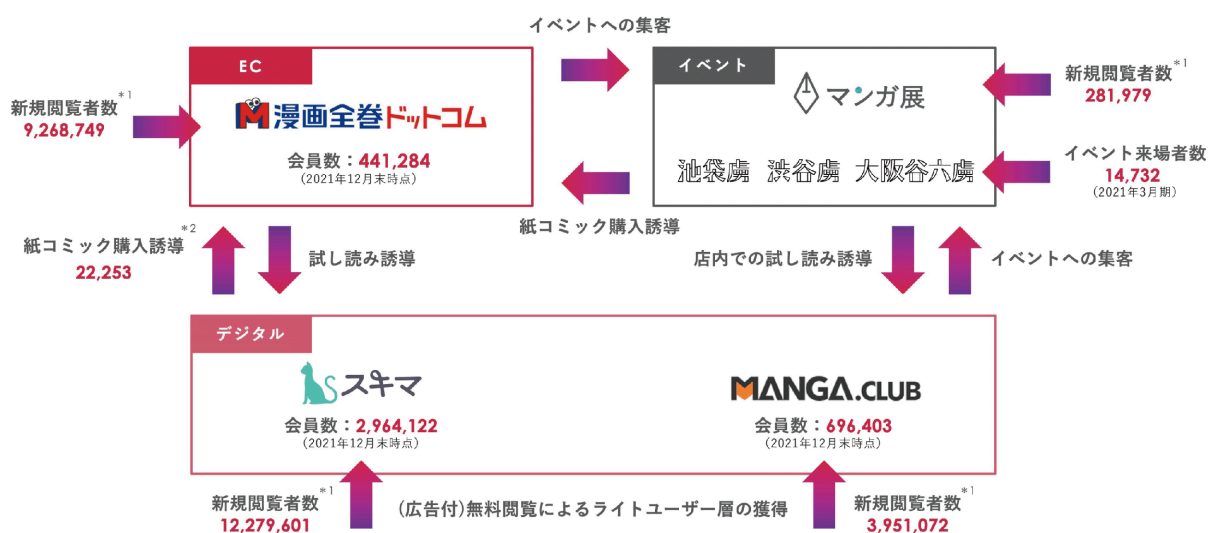 イベントへの集客
EC
漫画全巻ドットコム
会員数：441,284
(2021年12月末時点)
新規閲覧者数*1
9,268,749
イベント
マンガ展
池袋虜 渋谷虜 大阪谷六虜
新規閲覧者数*1
281,979
イベント来場者数
14,732
(2021年3月期)
紙コミック購入誘導
紙コミック購入誘導*2
22,253
試し読み誘導
店内での試し読み誘導
イベントへの集客
デジタル
スキマ
会員数：2,964,122
(2021年12月末時点)
MANGA.CLUB
会員数：696,403
(2021年12月末時点)
新規閲覧者数*1
12,279,601
(広告付)無料閲覧によるライトユーザー層の獲得
新規閲覧者数*1
3,951,072